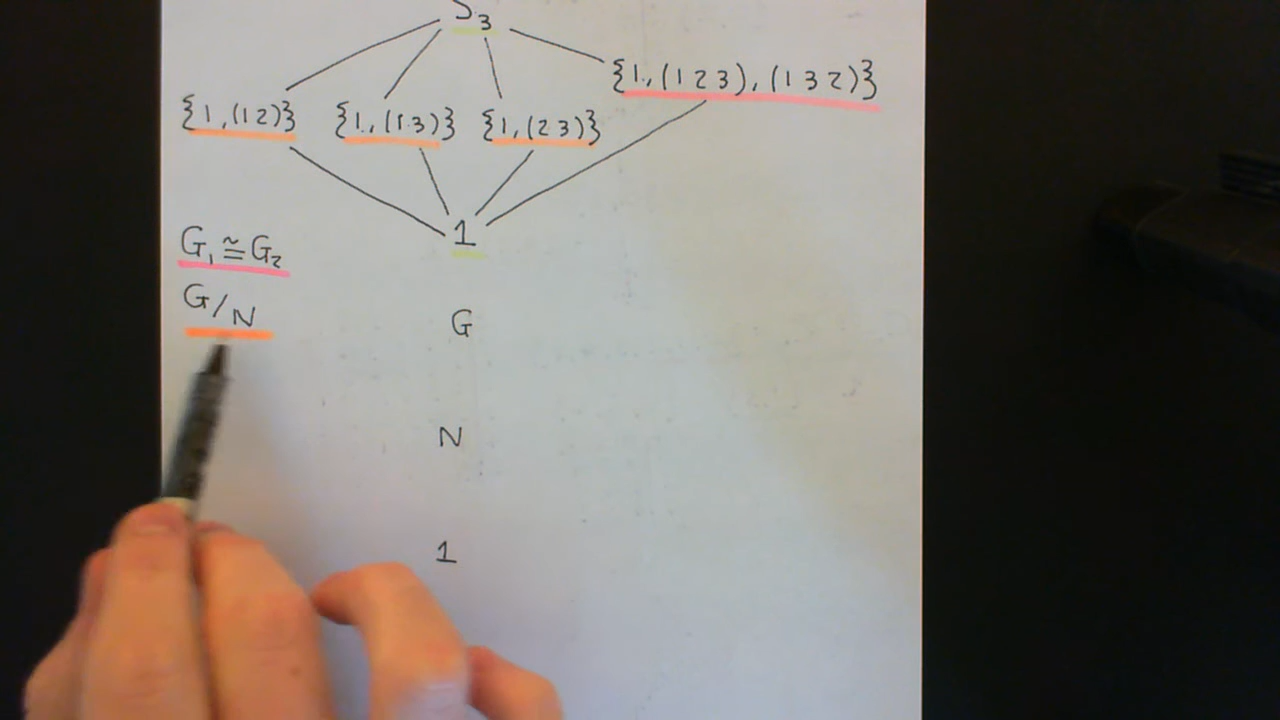 S₃
{1,(1 2)} {1,(1 3)} {1,(2 3)} {1,(1 2 3),(1 3 2)}
1
G₁≅G₂
G/N
G
N
1